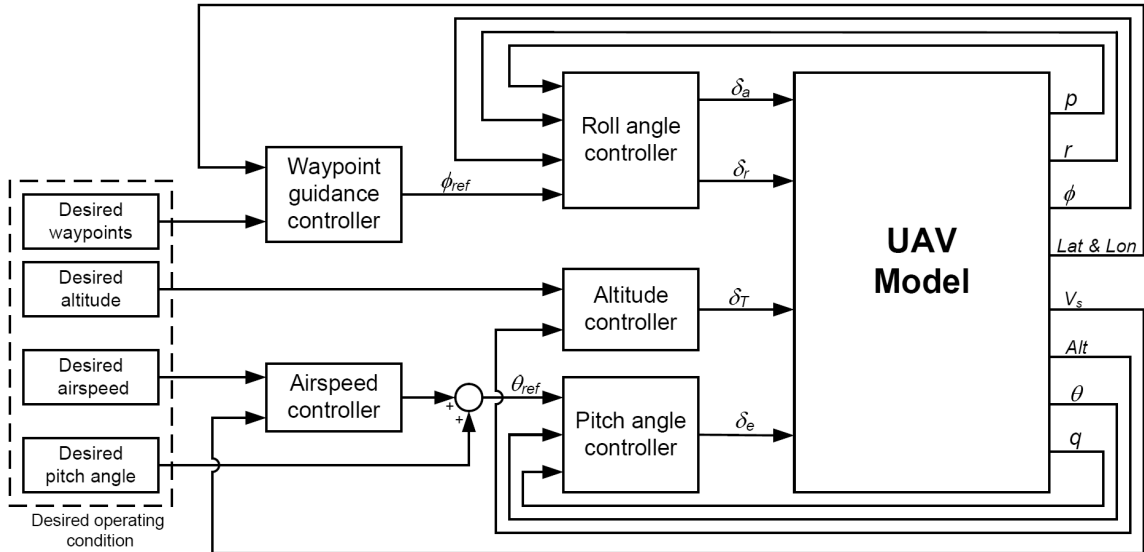 Desired
waypoints
Desired
altitude
Desired
airspeed
Desired
pitch angle
Desired operating
condition
Waypoint
guidance
controller
ϕref
Airspeed
controller
+
+
θref
Roll angle
controller
Altitude
controller
Pitch angle
controller
δa
δr
δT
δe
UAV
Model
p
r
ϕ
Lat & Lon
Vs
Alt
θ
q